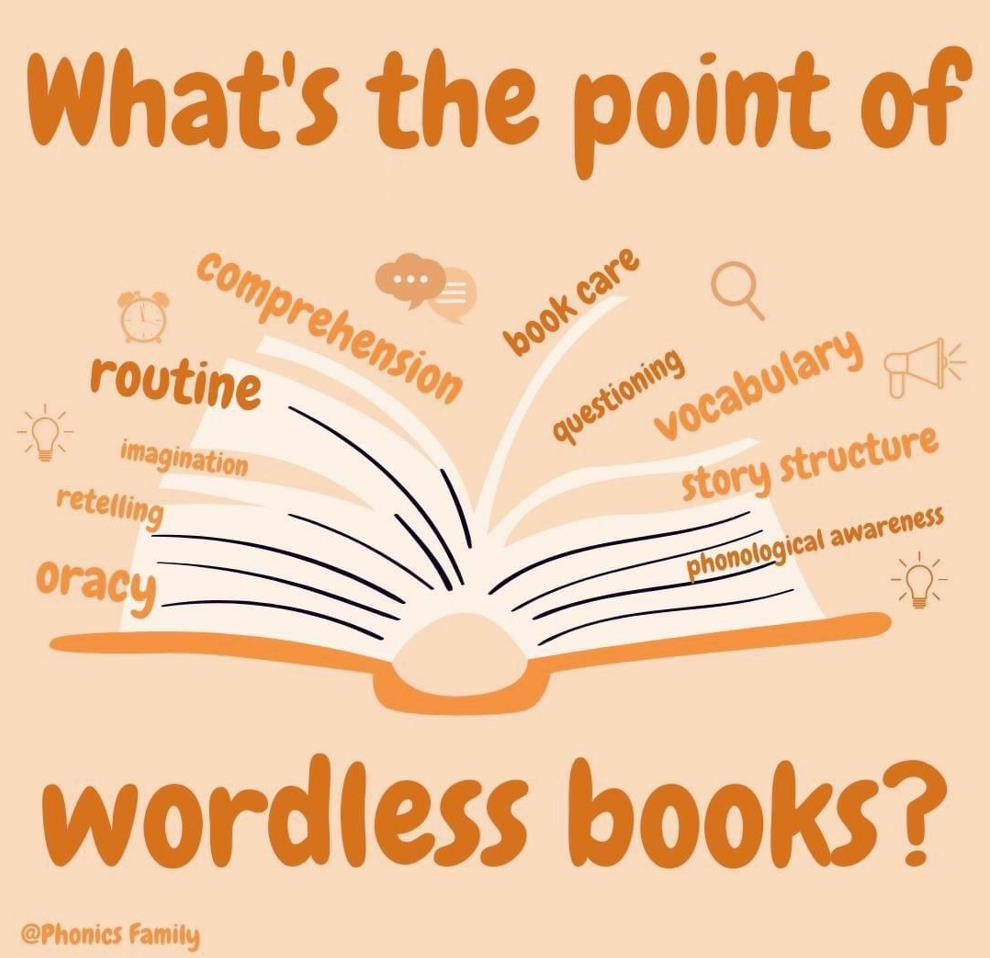 What's the point of
comprehension
routine
imagination
retelling
oracy
book care
questioning
vocabulary
story structure
phonological awareness
wordless books?
@Phonics Family